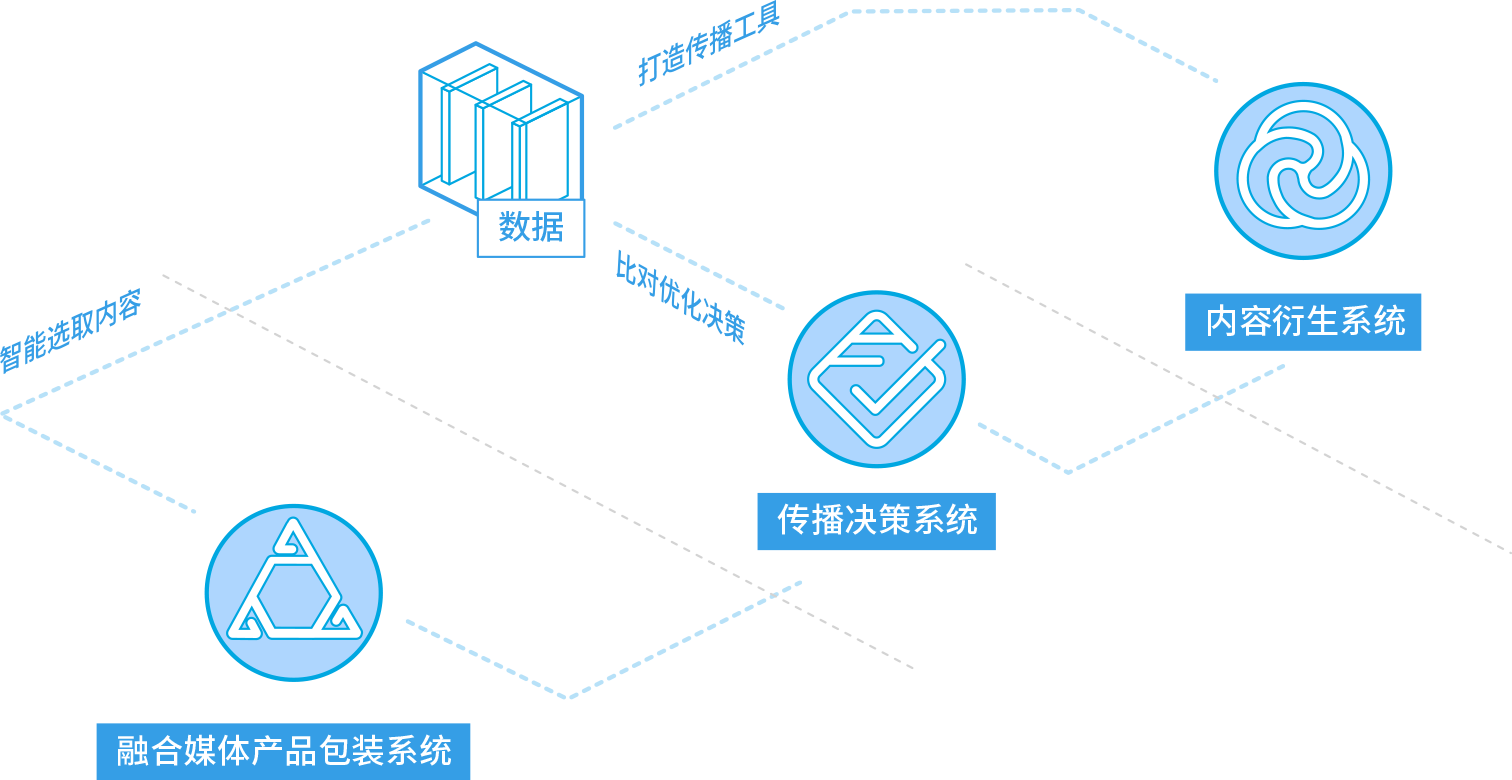 打造传播工具
数据
比对优化决策
智能选取内容
内容衍生系统
传播决策系统
融合媒体产品包装系统